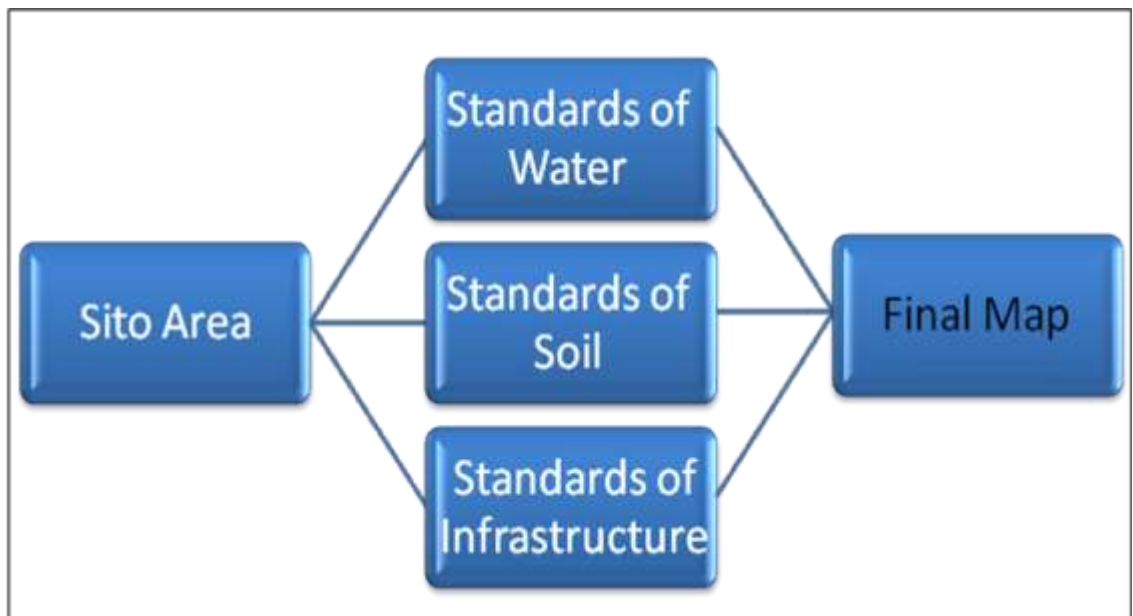 Sito Area
Standards of
Water
Standards of
Soil
Standards of
Infrastructure
Final Map